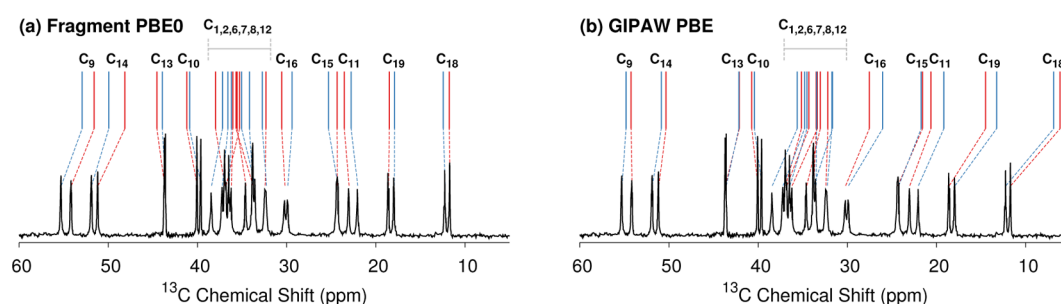 (a) Fragment PBE0
C1,2,6,7,8,12
C9 C14 C13 C10 C16 C15 C11 C19 C18
60 50 40 30 20 10
13C Chemical Shift (ppm)
(b) GIPAW PBE
C1,2,6,7,8,12
C9 C14 C13 C10 C16 C15 C11 C19 C18
60 50 40 30 20 10
13C Chemical Shift (ppm)